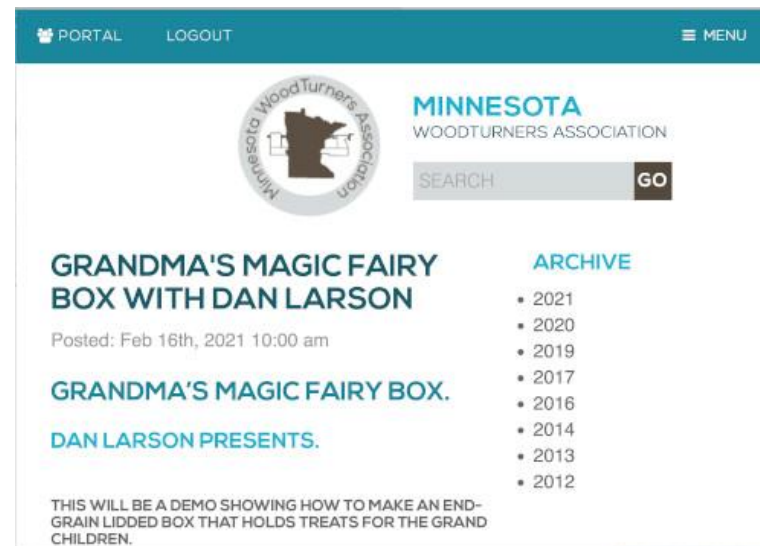 PORTAL LOGOUT MENU
Minnesota WoodTurners Association
MINNESOTA
WOODTURNERS ASSOCIATION
SEARCH GO
GRANDMA'S MAGIC FAIRY
BOX WITH DAN LARSON
Posted: Feb 16th, 2021 10:00 am
GRANDMA'S MAGIC FAIRY BOX.
DAN LARSON PRESENTS.
THIS WILL BE A DEMO SHOWING HOW TO MAKE AN END-
GRAIN LIDDED BOX THAT HOLDS TREATS FOR THE GRAND
CHILDREN.
ARCHIVE
• 2021
• 2020
• 2019
• 2017
• 2016
• 2014
• 2013
• 2012